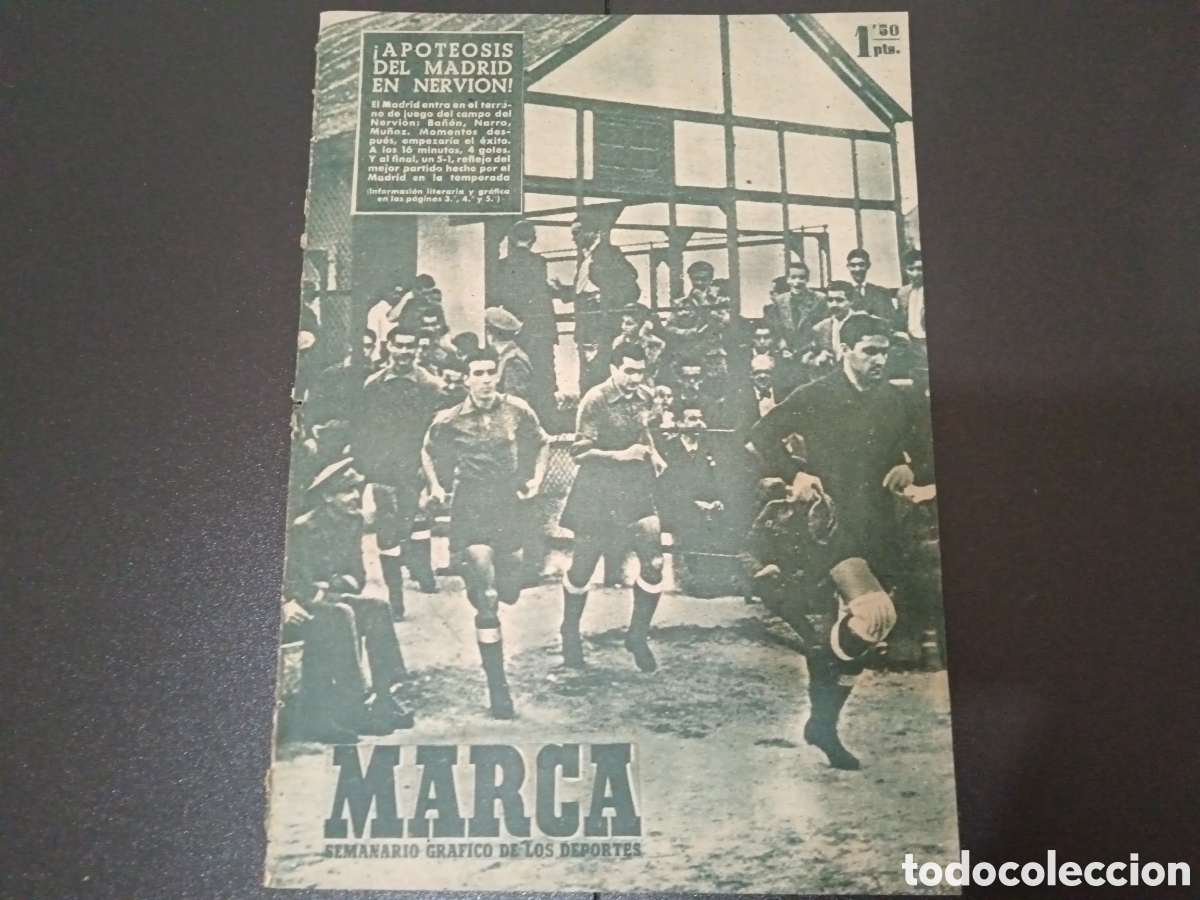 ¡APOTEOSIS
DEL MADRID
EN NERVION!
El Madrid entra en el terre-
no de juego del campo del
Nervión: Bañón, Narro,
Muñoz. Momentos des-
pués, empezaría el éxito.
A los 16 minutos, 4 goles.
Y al final, un 5-1, reflejo del
mejor partido hecho por el
Madrid en la temporada
(Información literaria y gráfica
en las páginas 3.ª, 4.ª y 5.ª)
1'50
pts.
MARCA
SEMANARIO GRAFICO DE LOS DEPORTES
todocoleccion